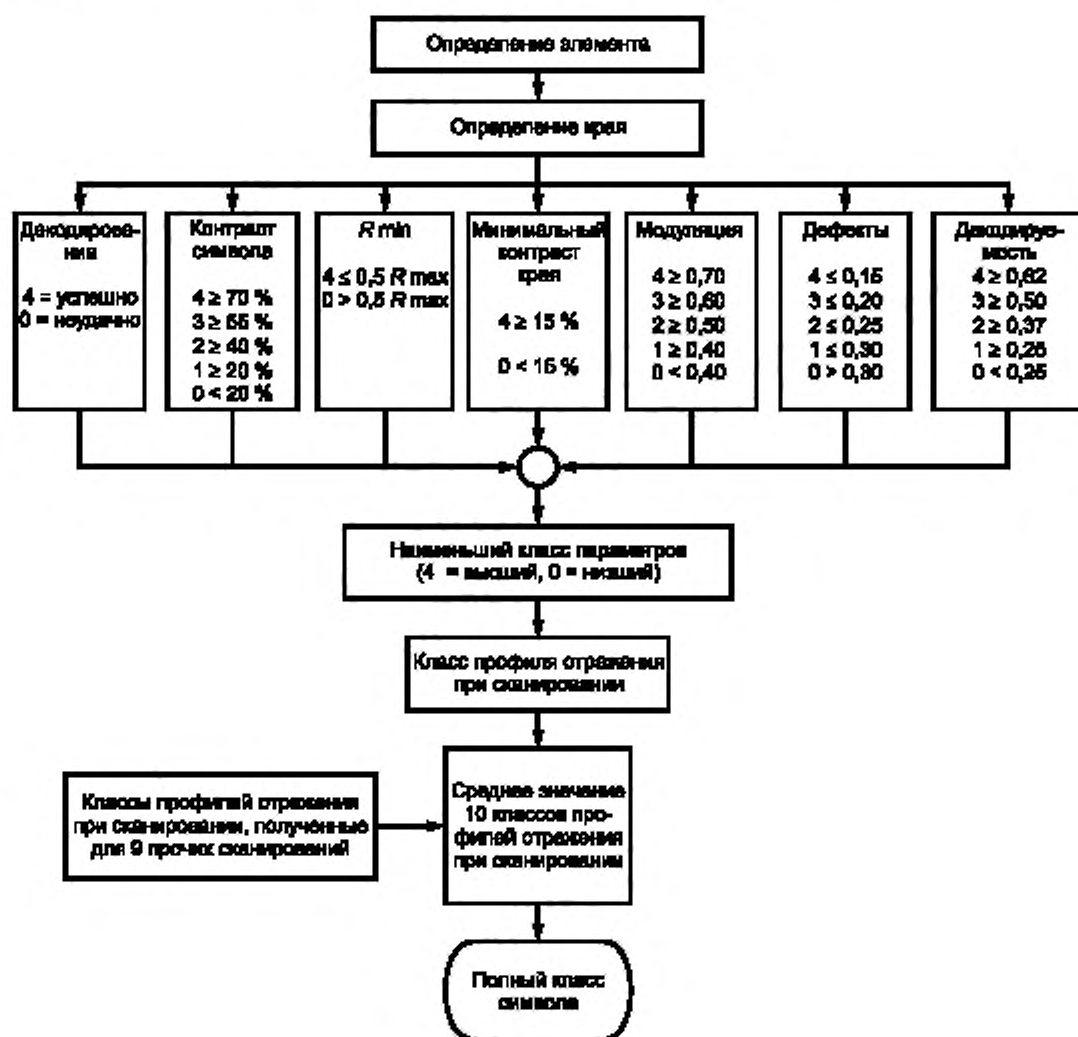 Определение элемента
Определение края
Декодирова-
ние
4 = успешно
0 = неудачно
Контраст
символа
4 ≥ 70 %
3 ≥ 55 %
2 ≥ 40 %
1 ≥ 20 %
0 < 20 %
R min
4 ≤ 0,5 R max
0 > 0,5 R max
Минимальный
контраст
края
4 ≥ 15 %
0 < 15 %
Модуляция
4 ≥ 0,70
3 ≥ 0,60
2 ≥ 0,50
1 ≥ 0,40
0 < 0,40
Дефекты
4 ≤ 0,15
3 ≤ 0,20
2 ≤ 0,25
1 ≤ 0,30
0 > 0,30
Декодируе-
мость
4 ≥ 0,62
3 ≥ 0,50
2 ≥ 0,37
1 ≥ 0,25
0 < 0,25
Наименьший класс параметров
(4 = высший, 0 = низший)
Класс профиля отражения
при сканировании
Классы профилей отражения
при сканировании, полученные
для 9 прочих сканирований
Среднее значение
10 классов про-
филей отражения
при сканировании
Полный класс
символа